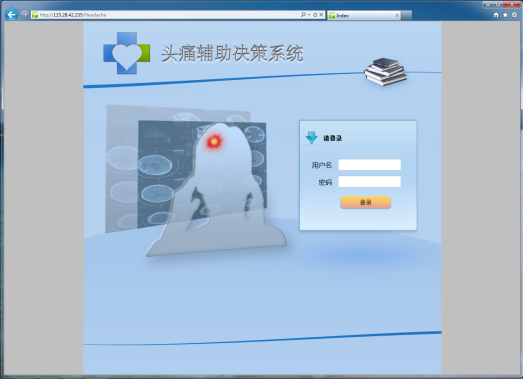 http://115.28.42.235/Headache
Index
头痛辅助决策系统
请登录
用户名
密码
登录